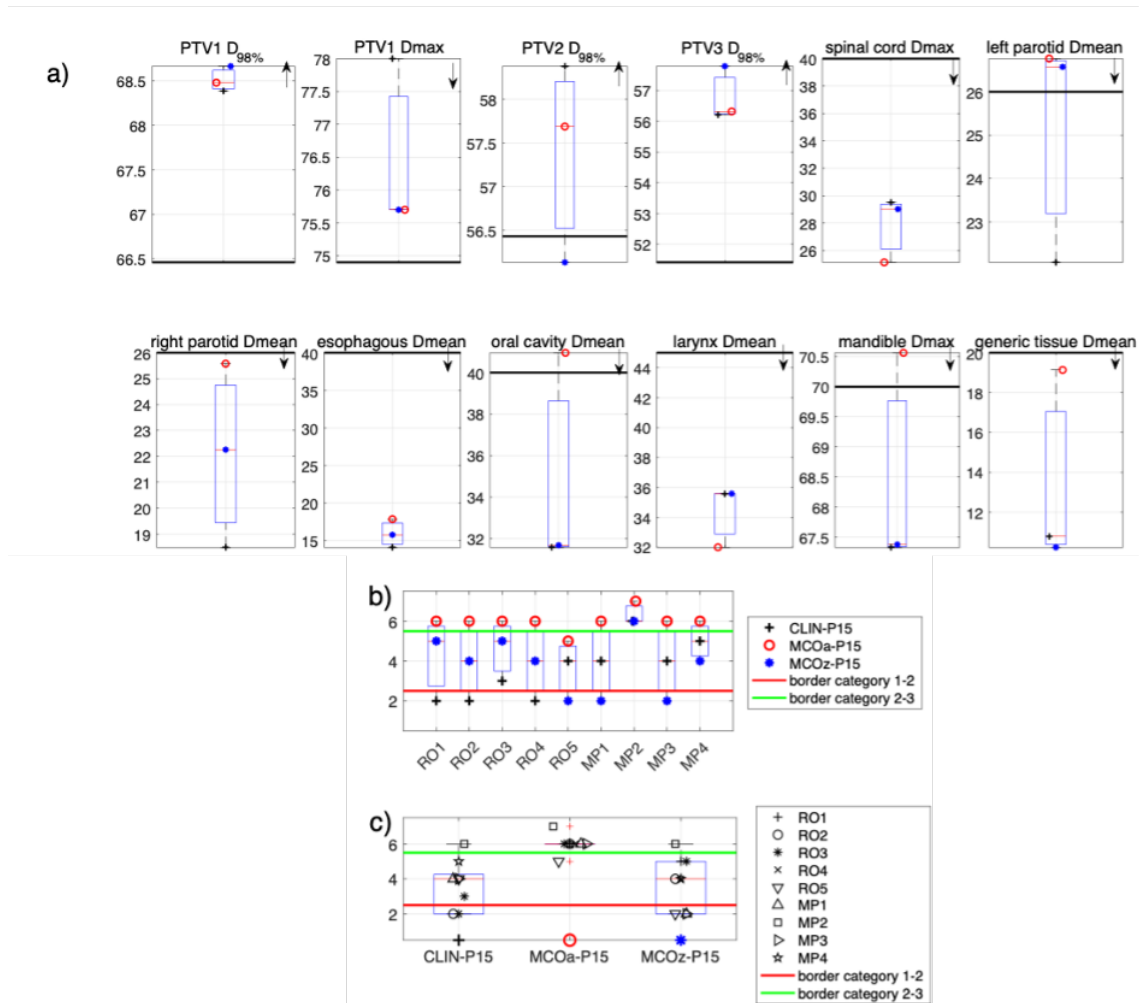 a)
PTV1 D98%
PTV1 Dmax
PTV2 D98%
PTV3 D98%
spinal cord Dmax
left parotid Dmean
68.5
68
67.5
67
66.5
78
77
76.5
76
75.5
75
58
57.5
57
56.5
57
56
55
54
53
52
40
38
36
34
32
30
28
26
26
25
24
23
right parotid Dmean
esophagous Dmean
oral cavity Dmean
larynx Dmean
mandible Dmax
generic tissue Dmean
26
25
24
23
22
21
20
19
40
35
30
25
20
15
40
38
36
34
32
44
42
40
38
36
34
32
70.5
70
69.5
69
68.5
68
67.5
20
18
16
14
12
b)
6
4
2
RO1
RO2
RO3
RO4
RO5
MP1
MP2
MP3
MP4
CLIN-P15
MCOa-P15
MCOz-P15
border category 1-2
border category 2-3
c)
6
4
2
CLIN-P15
MCOa-P15
MCOz-P15
RO1
RO2
RO3
RO4
RO5
MP1
MP2
MP3
MP4
border category 1-2
border category 2-3